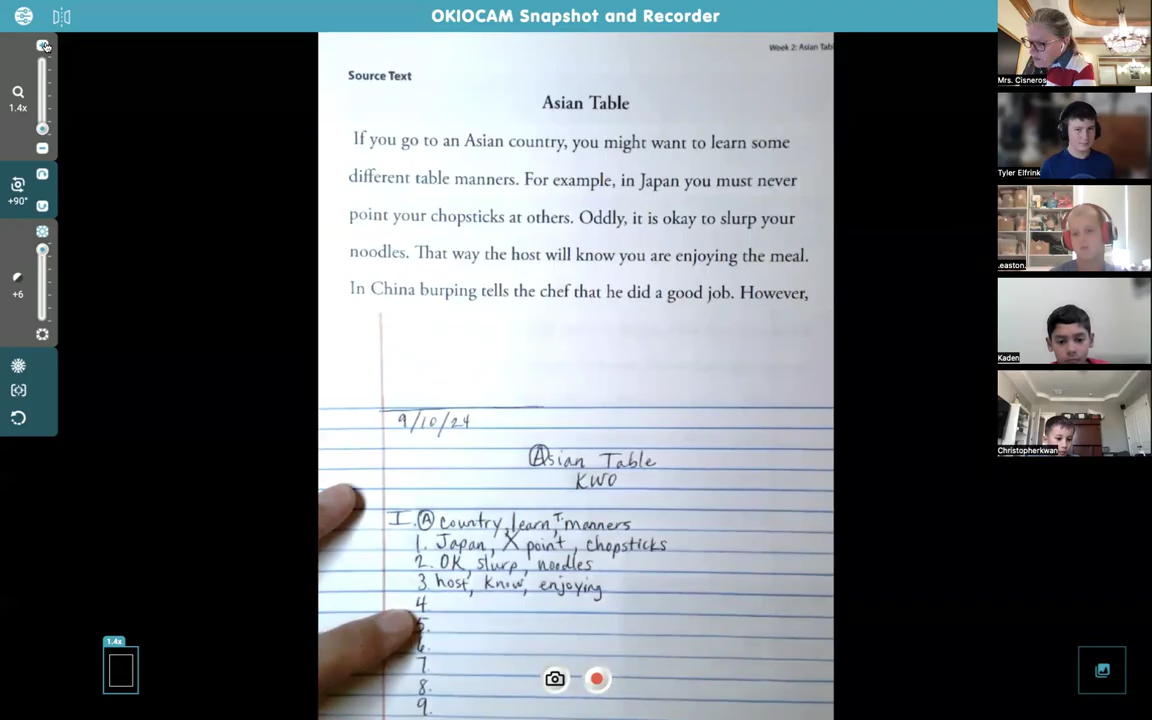 OKIOCAM Snapshot and Recorder
1.4x
+90°
+6
1.4x
Week 2: Asian Tab
Source Text
Asian Table
If you go to an Asian country, you might want to learn some
different table manners. For example, in Japan you must never
point your chopsticks at others. Oddly, it is okay to slurp your
noodles. That way the host will know you are enjoying the meal.
In China burping tells the chef that he did a good job. However,
9/10/24
Asian Table
KWO
I. A country, learn, T. manners
1. Japan, X point, chopsticks
2. OK, slurp, noodles
3 host, know, enjoying
4.
5.
6.
7.
8.
9.
Mrs. Cisneros
Tyler Elfrink
.easton.
Kaden
Christopherkwan